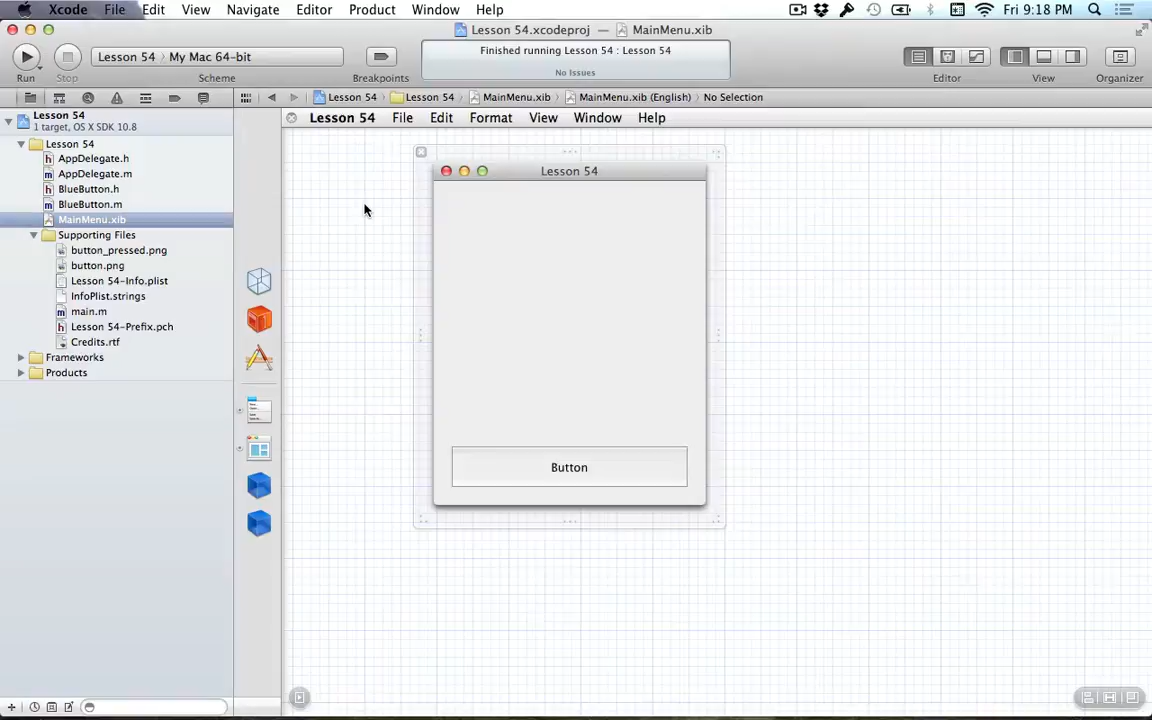 Xcode File Edit View Navigate Editor Product Window Help Fri 9:18 PM
Lesson 54.xcodeproj — MainMenu.xib
Lesson 54 › My Mac 64-bit
Finished running Lesson 54 : Lesson 54
No Issues
Run Stop Scheme Breakpoints Editor View Organizer
Lesson 54 Lesson 54 MainMenu.xib MainMenu.xib (English) No Selection
Lesson 54
1 target, OS X SDK 10.8
Lesson 54
AppDelegate.h
AppDelegate.m
BlueButton.h
BlueButton.m
MainMenu.xib
Supporting Files
button_pressed.png
button.png
Lesson 54-Info.plist
InfoPlist.strings
main.m
Lesson 54-Prefix.pch
Credits.rtf
Frameworks
Products
Lesson 54 File Edit Format View Window Help
Lesson 54
Button